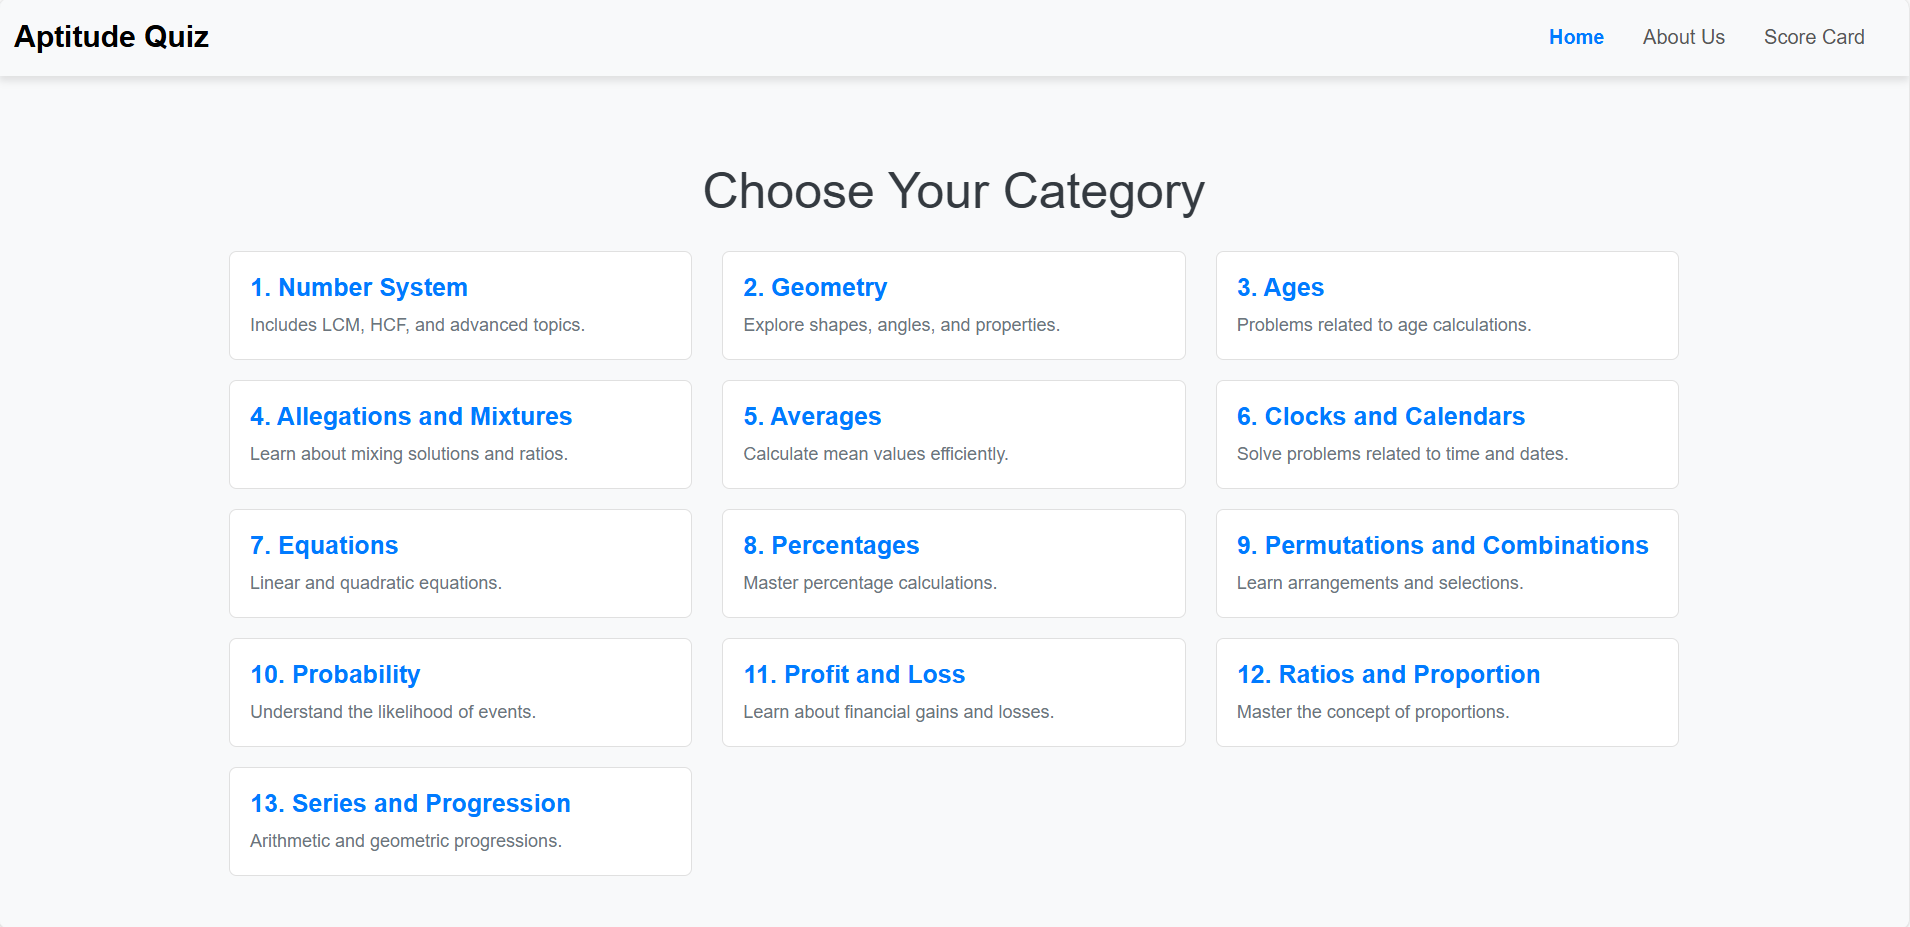 Aptitude Quiz
Home
About Us
Score Card
Choose Your Category
1. Number System
Includes LCM, HCF, and advanced topics.
2. Geometry
Explore shapes, angles, and properties.
3. Ages
Problems related to age calculations.
4. Allegations and Mixtures
Learn about mixing solutions and ratios.
5. Averages
Calculate mean values efficiently.
6. Clocks and Calendars
Solve problems related to time and dates.
7. Equations
Linear and quadratic equations.
8. Percentages
Master percentage calculations.
9. Permutations and Combinations
Learn arrangements and selections.
10. Probability
Understand the likelihood of events.
11. Profit and Loss
Learn about financial gains and losses.
12. Ratios and Proportion
Master the concept of proportions.
13. Series and Progression
Arithmetic and geometric progressions.